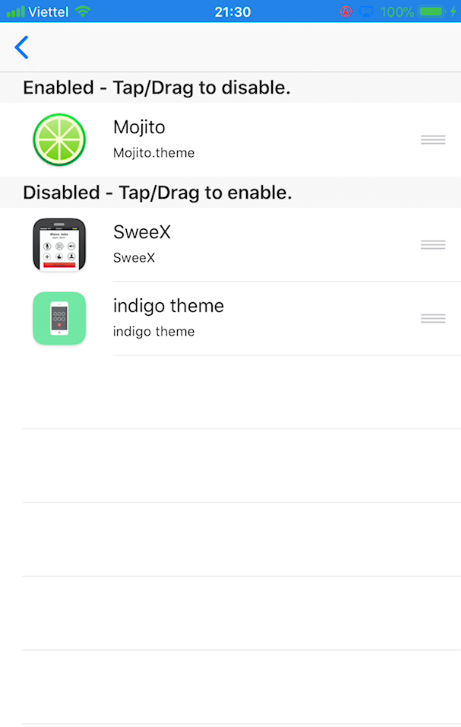 Viettel 21:30 100%
Enabled - Tap/Drag to disable.
Mojito
Mojito.theme
Disabled - Tap/Drag to enable.
SweeX
SweeX
indigo theme
indigo theme